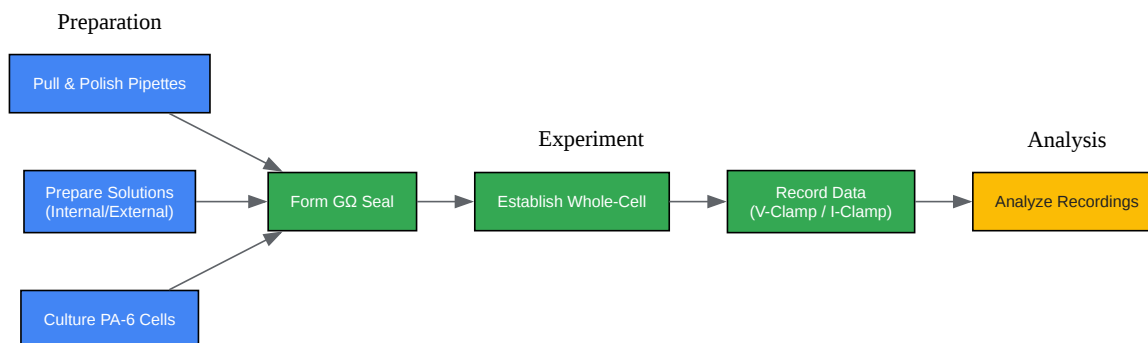 Preparation
Pull & Polish Pipettes
Prepare Solutions
(Internal/External)
Culture PA-6 Cells
Experiment
Form GΩ Seal
Establish Whole-Cell
Record Data
(V-Clamp / I-Clamp)
Analysis
Analyze Recordings